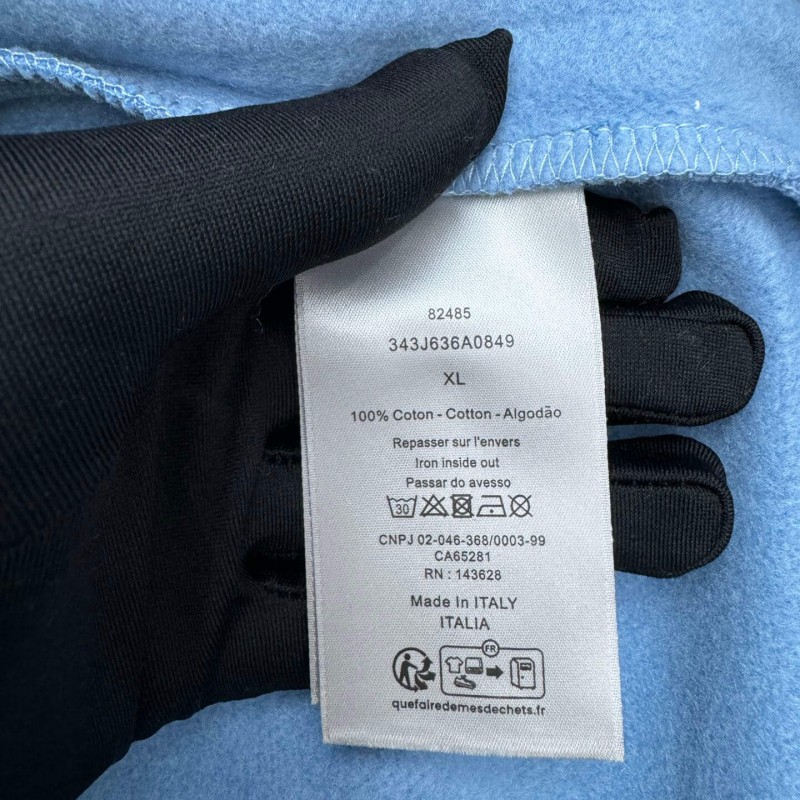 82485
343J636A0849
XL
100% Coton - Cotton - Algodão
Repasser sur l'envers
Iron inside out
Passar do avesso
30
CNPJ 02-046-368/0003-99
CA65281
RN : 143628
Made In ITALY
ITALIA
FR
quefairedemesdechets.fr